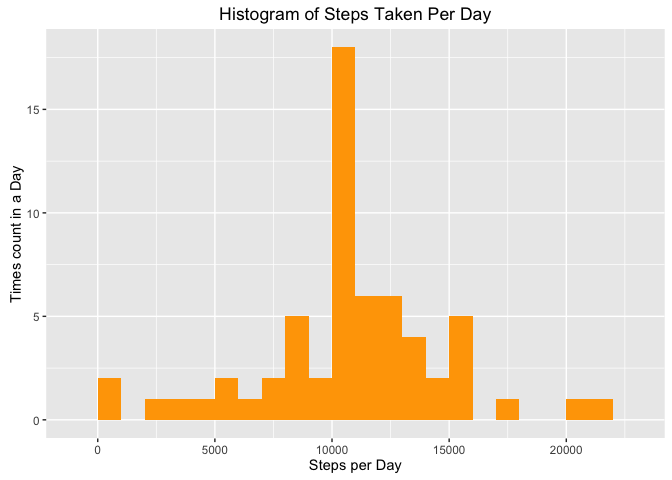 Histogram of Steps Taken Per Day
Times count in a Day
15
10
5
0
0 5000 10000 15000 20000
Steps per Day